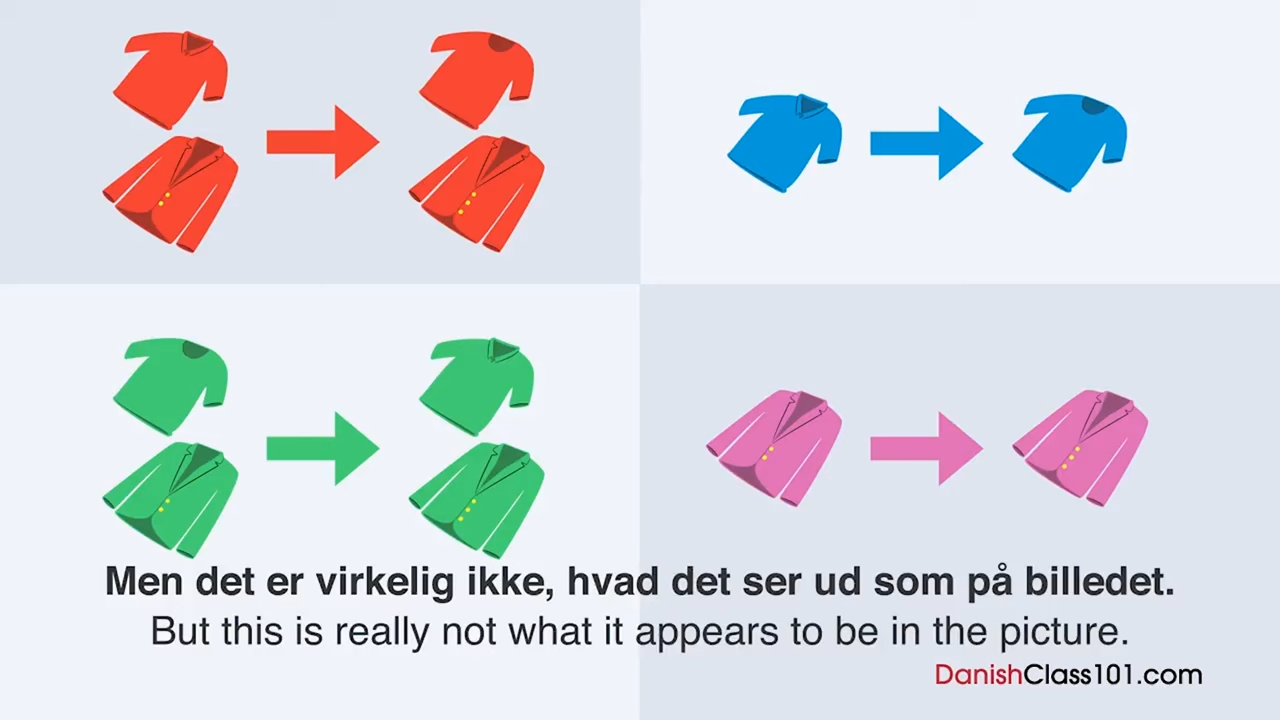 Men det er virkelig ikke, hvad det ser ud som på billedet.
But this is really not what it appears to be in the picture.
DanishClass101.com